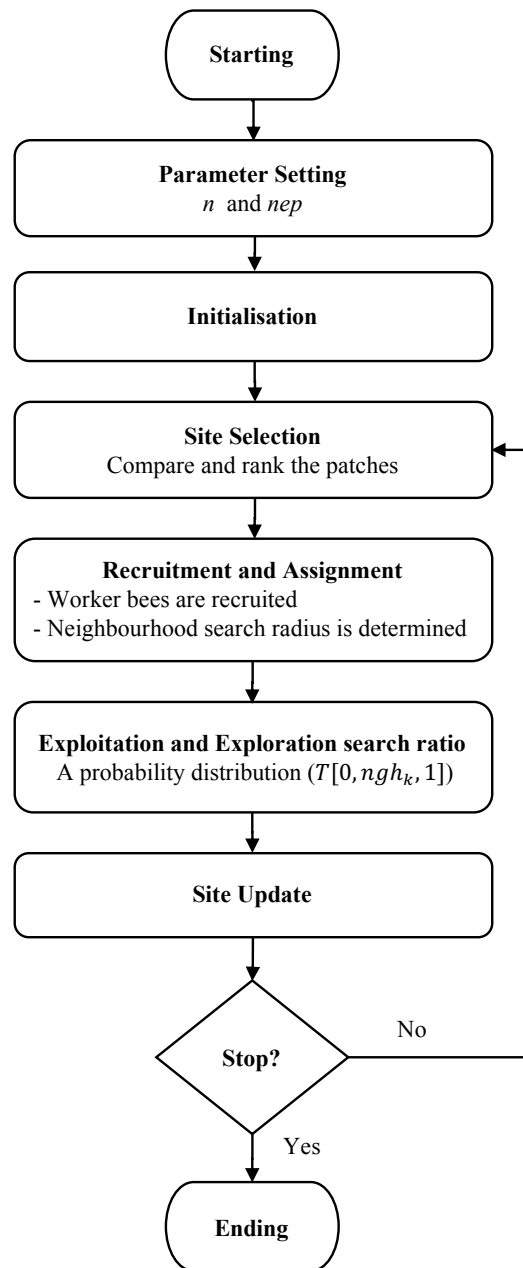 Starting
Parameter Setting
n and nep
Initialisation
Site Selection
Compare and rank the patches
Recruitment and Assignment
- Worker bees are recruited
- Neighbourhood search radius is determined
Exploitation and Exploration search ratio
A probability distribution (T[0, nghₖ, 1])
Site Update
Stop?
No
Yes
Ending